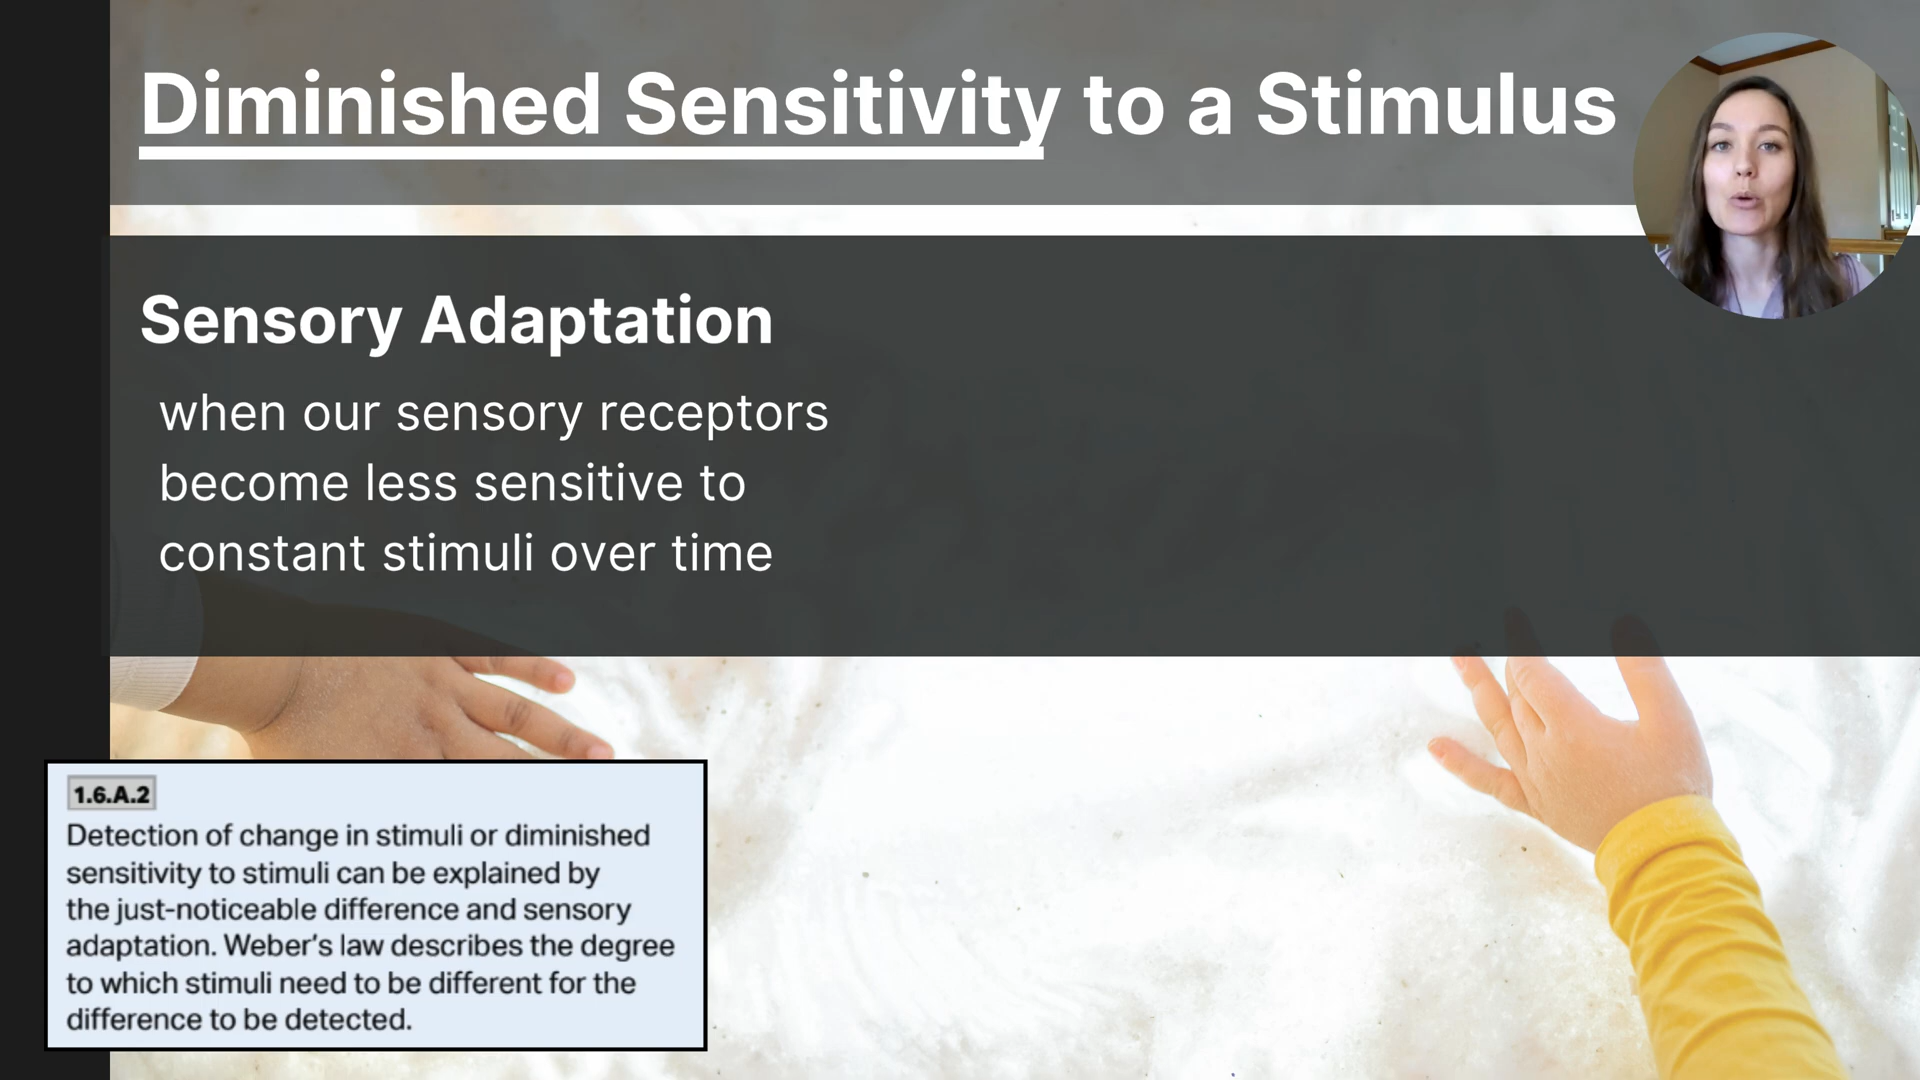 Diminished Sensitivity to a Stimulus
Sensory Adaptation
when our sensory receptors
become less sensitive to
constant stimuli over time
1.6.A.2
Detection of change in stimuli or diminished
sensitivity to stimuli can be explained by
the just-noticeable difference and sensory
adaptation. Weber's law describes the degree
to which stimuli need to be different for the
difference to be detected.